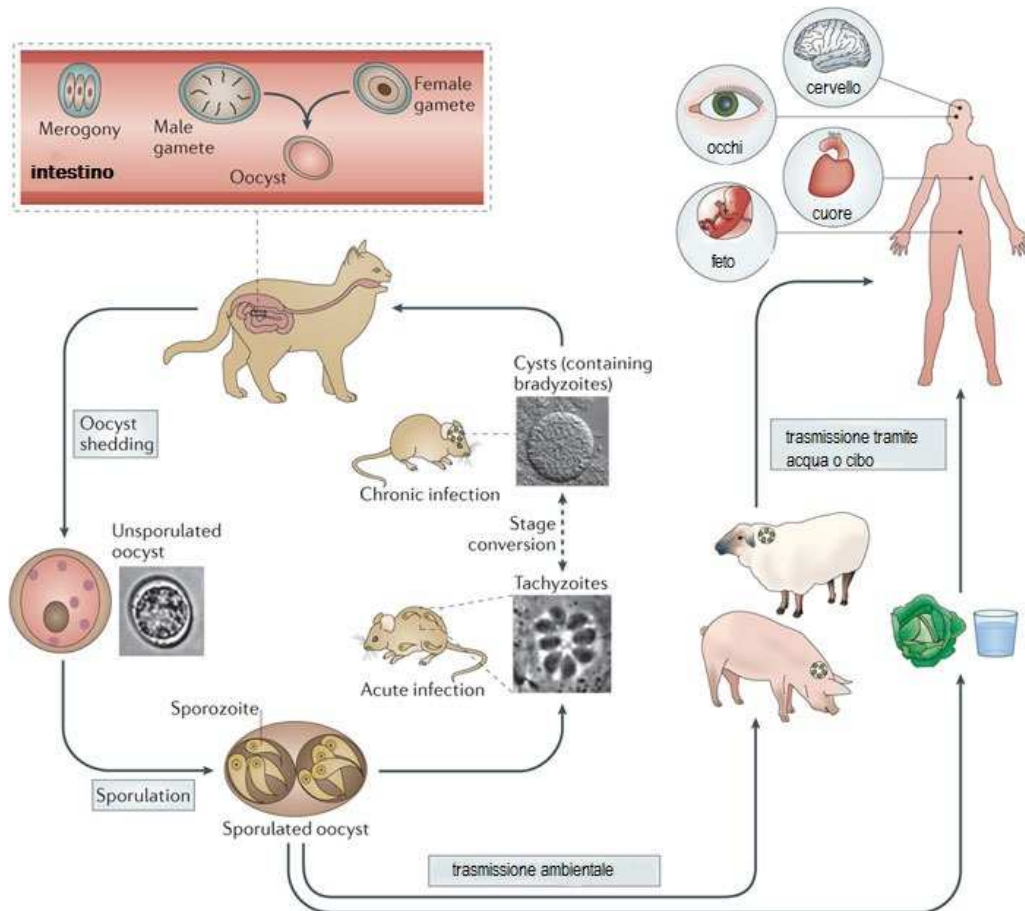 Merogony
Male
gamete
Female
gamete
Oocyst
intestino
cervello
occhi
cuore
feto
Cysts (containing
bradyzoites)
Oocyst
shedding
Chronic infection
trasmissione tramite
acqua o cibo
Stage
conversion
Unsporulated
oocyst
Tachyzoites
Acute infection
Sporozoite
Sporulation
Sporulated oocyst
trasmissione ambientale